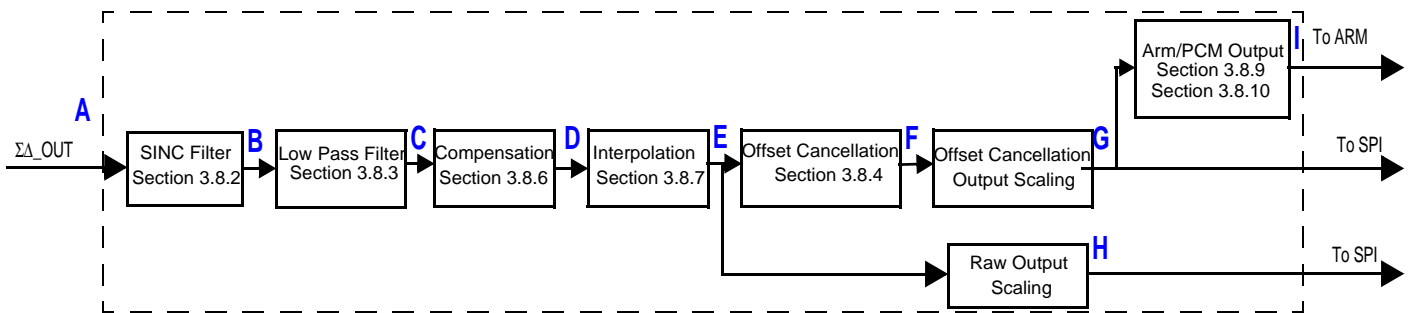 Arm/PCM Output
Section 3.8.9
Section 3.8.10
I
To ARM
A
ΣΔ_OUT
SINC Filter
Section 3.8.2
B
Low Pass Filter
Section 3.8.3
C
Compensation
Section 3.8.6
D
Interpolation
Section 3.8.7
E
Offset Cancellation
Section 3.8.4
F
Offset Cancellation
Output Scaling
G
To SPI
Raw Output
Scaling
H
To SPI